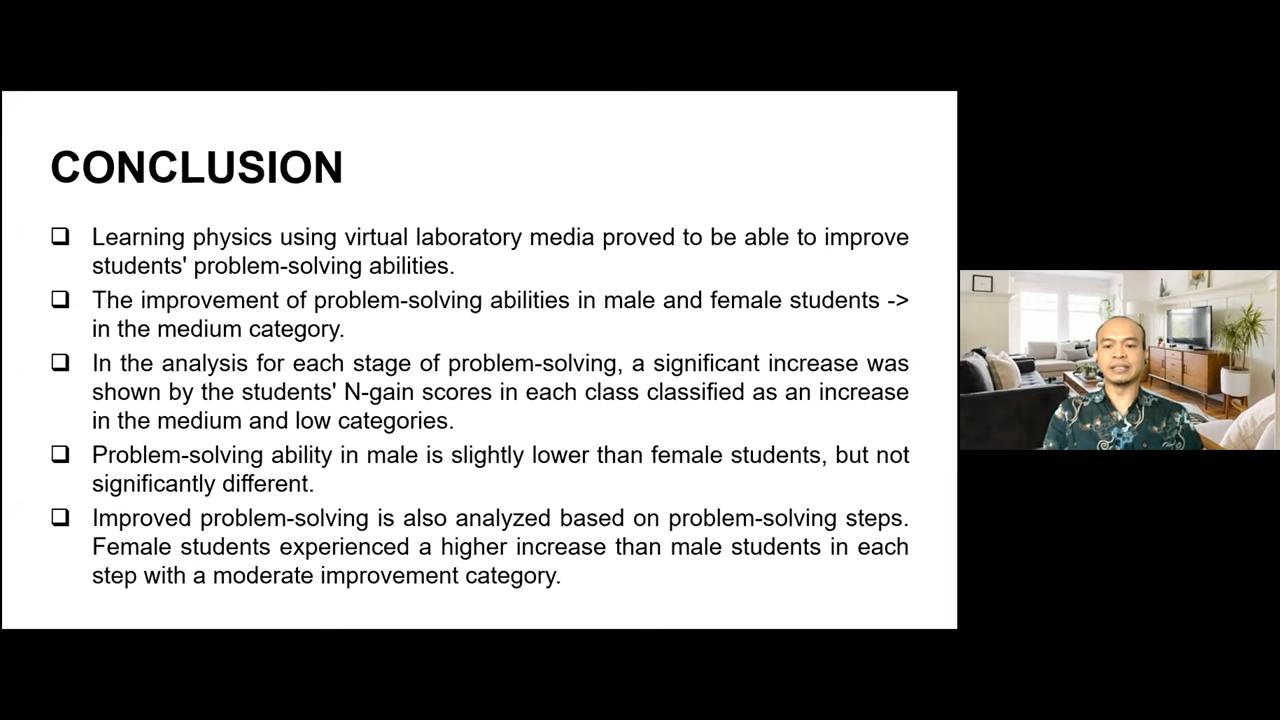 CONCLUSION
Learning physics using virtual laboratory media proved to be able to improve
students' problem-solving abilities.
The improvement of problem-solving abilities in male and female students ->
in the medium category.
In the analysis for each stage of problem-solving, a significant increase was
shown by the students' N-gain scores in each class classified as an increase
in the medium and low categories.
Problem-solving ability in male is slightly lower than female students, but not
significantly different.
Improved problem-solving is also analyzed based on problem-solving steps.
Female students experienced a higher increase than male students in each
step with a moderate improvement category.